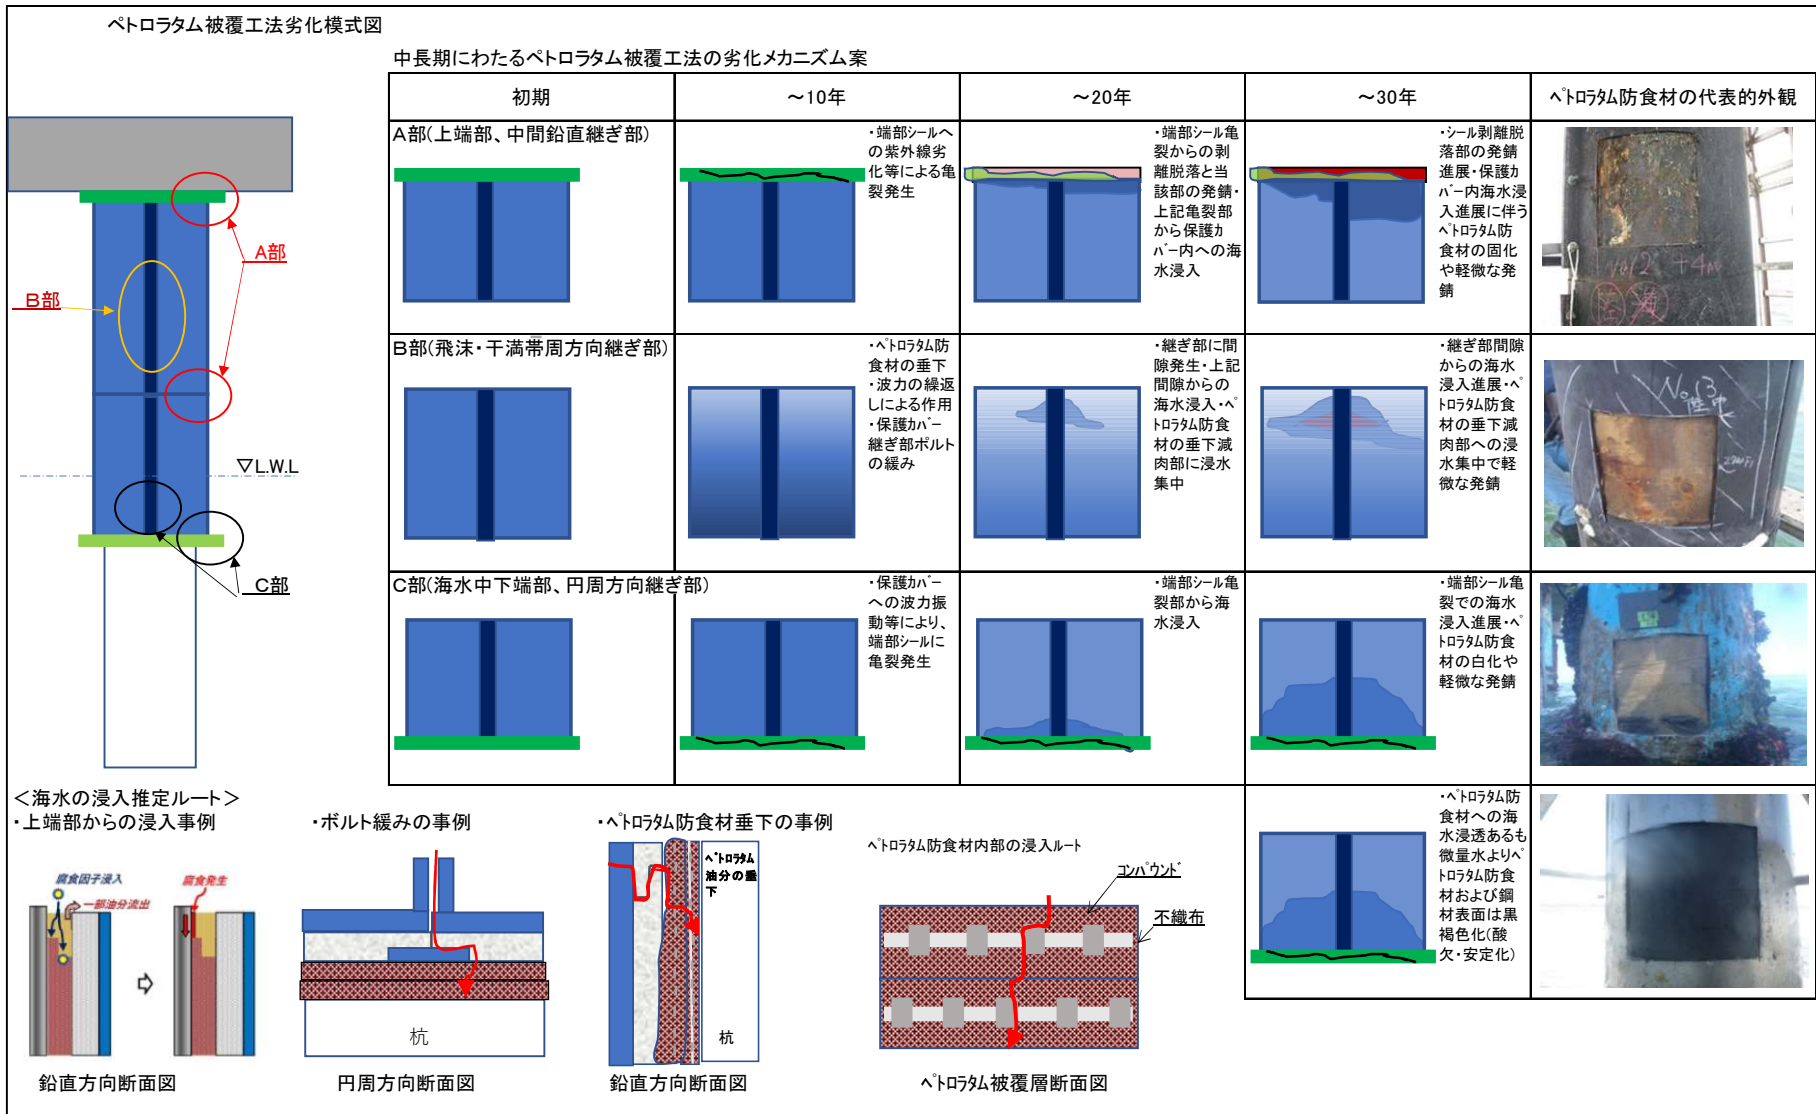 ペトロラタム被覆工法劣化模式図
中長期にわたるペトロラタム被覆工法の劣化メカニズム案
初期
～10年
～20年
～30年
ペトロラタム防食材の代表的外観
A部(上端部、中間鉛直継ぎ部)
・端部シールへ
の紫外線劣
化等による亀
裂発生
・端部シール亀
裂からの剥
離脱落と当
該部の発錆・
上記亀裂部
から保護カ
バー内への海
水浸入
・シール剥離脱
落部の発錆
進展・保護カ
バー内海水浸
入進展に伴う
ペトロラタム防
食材の固化
や軽微な発
錆
No12 +4m
B部(飛沫・干満帯周方向継ぎ部)
・ペトロラタム防
食材の垂下
・波力の繰返
しによる作用
・保護カバー
継ぎ部ボルト
の緩み
・継ぎ部に間
隙発生・上記
間隙からの
海水浸入・ペ
トロラタム防食
材の垂下減
肉部に浸水
集中
・継ぎ部間隙
からの海水
浸入進展・ペ
トロラタム防食
材の垂下減
肉部への浸
水集中で軽
微な発錆
No13
C部(海水中下端部、円周方向継ぎ部)
・保護カバー
への波力振
動等により、
端部シールに
亀裂発生
・端部シール亀
裂部から海
水浸入
・端部シール亀
裂での海水
浸入進展・ペ
トロラタム防食
材の白化や
軽微な発錆
・ペトロラタム防
食材への海
水浸透あるも
微量水よりペ
トロラタム防食
材および鋼
材表面は黒
褐色化(酸
欠・安定化)
A部
B部
▽L.W.L
C部
＜海水の浸入推定ルート＞
・上端部からの浸入事例
腐食因子浸入
一部油分流出
腐食発生
鉛直方向断面図
・ボルト緩みの事例
杭
円周方向断面図
・ペトロラタム防食材垂下の事例
ペトロラタム
油分の垂
下
杭
鉛直方向断面図
ペトロラタム防食材内部の浸入ルート
コンパウンド
不織布
ペトロラタム被覆層断面図